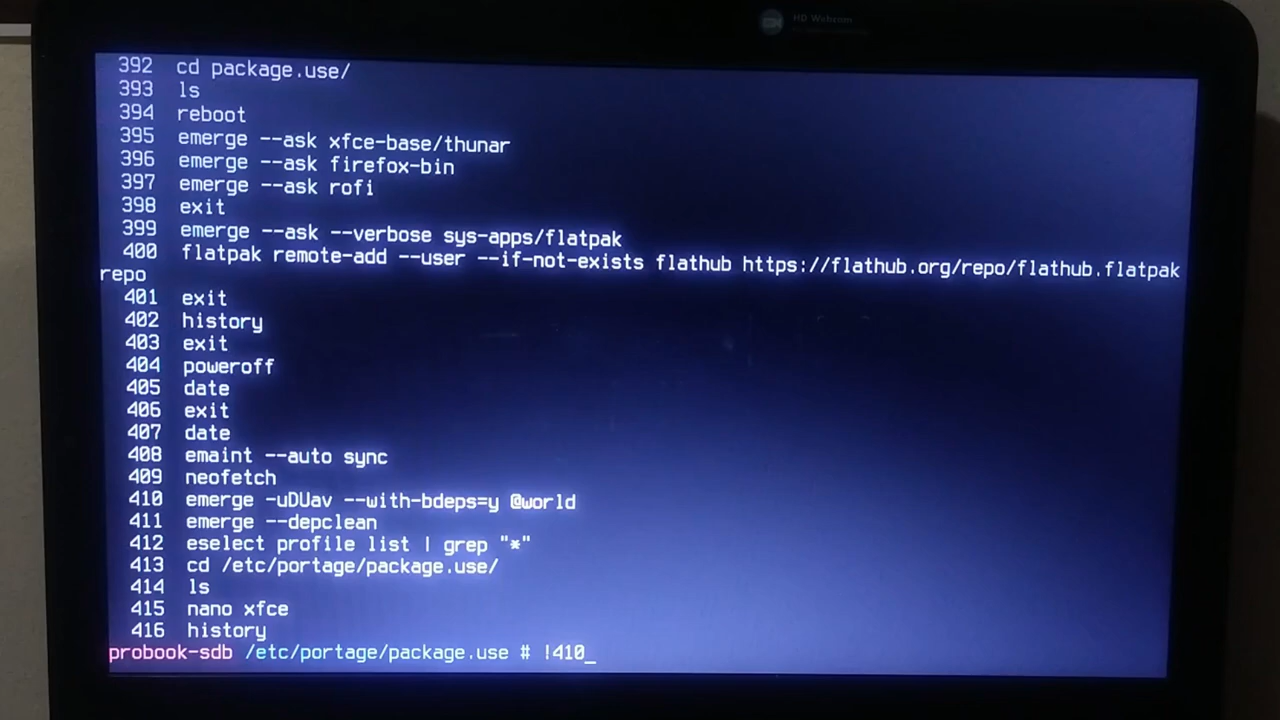 HD Webcam
392 cd package.use/
393 ls
394 reboot
395 emerge --ask xfce-base/thunar
396 emerge --ask firefox-bin
397 emerge --ask rofi
398 exit
399 emerge --ask --verbose sys-apps/flatpak
400 flatpak remote-add --user --if-not-exists flathub https://flathub.org/repo/flathub.flatpak
repo
401 exit
402 history
403 exit
404 poweroff
405 date
406 exit
407 date
408 emaint --auto sync
409 neofetch
410 emerge -uDUav --with-bdeps=y @world
411 emerge --depclean
412 eselect profile list | grep "*"
413 cd /etc/portage/package.use/
414 ls
415 nano xfce
416 history
probook-sdb /etc/portage/package.use # !410_